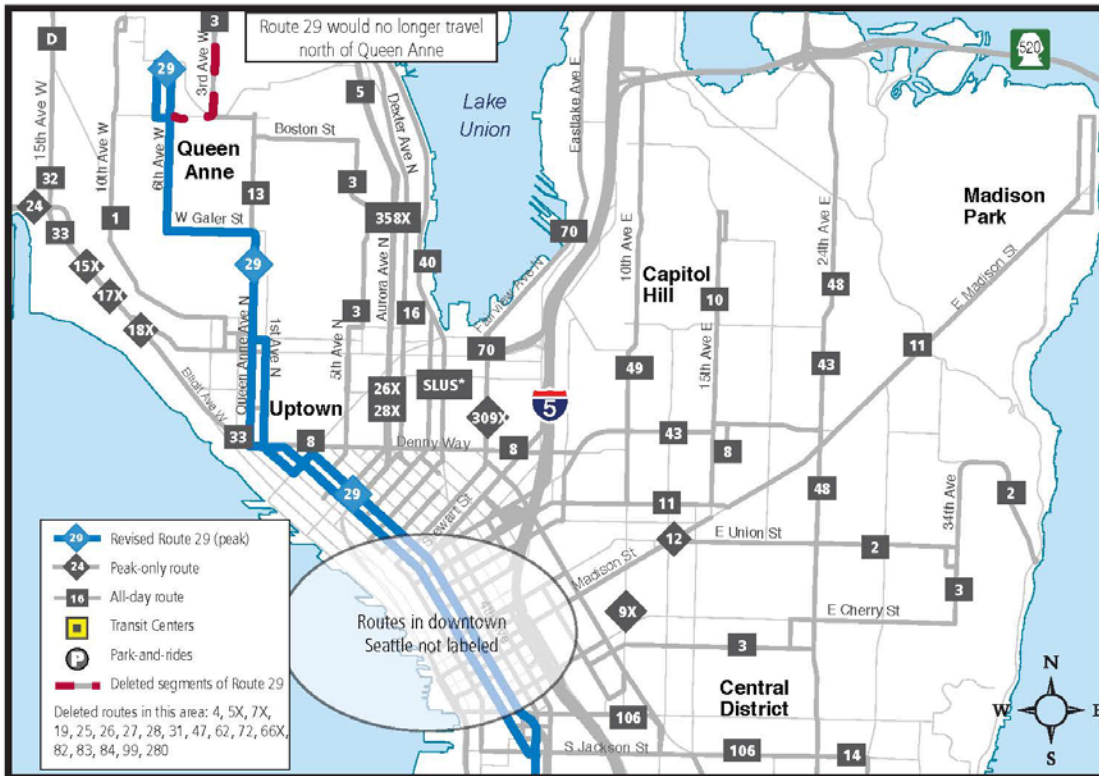 Route 29 would no longer travel
north of Queen Anne
D
3
520
29
3rd Ave W
5
Lake
Union
Eastlake Ave E
15th Ave W
10th Ave W
6th Ave W
Queen
Anne
Boston St
Dexter Ave N
32
24
33
1
13
3
358X
W Galer St
70
10th Ave E
24th Ave E
Madison
Park
15X
17X
18X
29
40
Aurora Ave N
16
3
Fairview Ave N
Capitol
Hill
10
48
E Madison St
11
Queen Anne Ave N
1st Ave N
5th Ave N
70
49
15th Ave E
43
Elliott Ave W
Uptown
26X
28X
SLUS*
309X
5
33
8
Denny Way
8
43
8
29
Stewart St
11
48
34th Ave
2
12
E Union St
2
Madison St
3
9X
E Cherry St
3
4th Ave
Routes in downtown
Seattle not labeled
Central
District
106
S Jackson St
106
14
N
W
E
S
29 Revised Route 29 (peak)
24 Peak-only route
16 All-day route
Transit Centers
P Park-and-rides
Deleted segments of Route 29
Deleted routes in this area: 4, 5X, 7X,
19, 25, 26, 27, 28, 31, 47, 62, 72, 66X,
82, 83, 84, 99, 280